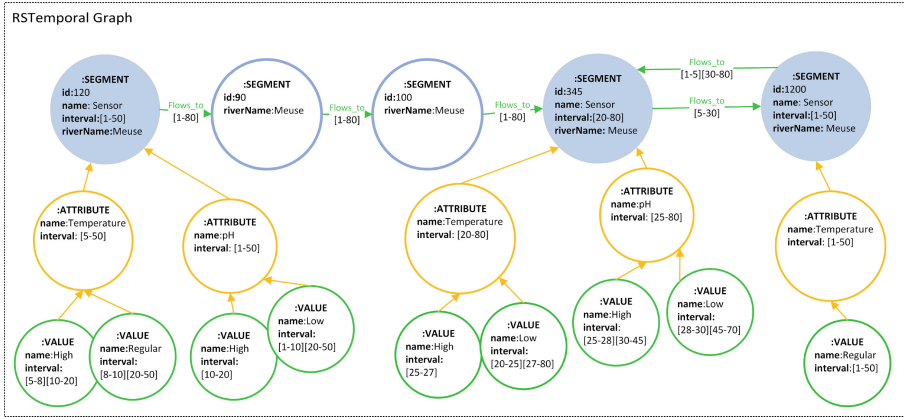 RSTemporal Graph
:SEGMENT
id:120
name: Sensor
interval:[1-50]
riverName:Meuse
Flows_to
[1-80]
:SEGMENT
id:90
riverName:Meuse
Flows_to
[1-80]
:SEGMENT
id:100
riverName:Meuse
Flows_to
[1-80]
:SEGMENT
id:345
name: Sensor
interval:[20-80]
riverName: Meuse
Flows_to
[1-5][30-80]
Flows_to
[5-30]
:SEGMENT
id:1200
name: Sensor
interval:[1-50]
riverName: Meuse
:ATTRIBUTE
name:Temperature
interval: [5-50]
:ATTRIBUTE
name:pH
interval: [1-50]
:ATTRIBUTE
name:Temperature
interval: [20-80]
:ATTRIBUTE
name:pH
interval: [25-80]
:ATTRIBUTE
name:Temperature
interval: [1-50]
:VALUE
name:High
interval:
[5-8][10-20]
:VALUE
name:Regular
interval:
[8-10][20-50]
:VALUE
name:High
interval:
[10-20]
:VALUE
name:Low
interval:
[1-10][20-50]
:VALUE
name:High
interval:
[25-27]
:VALUE
name:Low
interval:
[20-25][27-80]
:VALUE
name:High
interval:
[25-28][30-45]
:VALUE
name:Low
interval:
[28-30][45-70]
:VALUE
name:Regular
interval:[1-50]